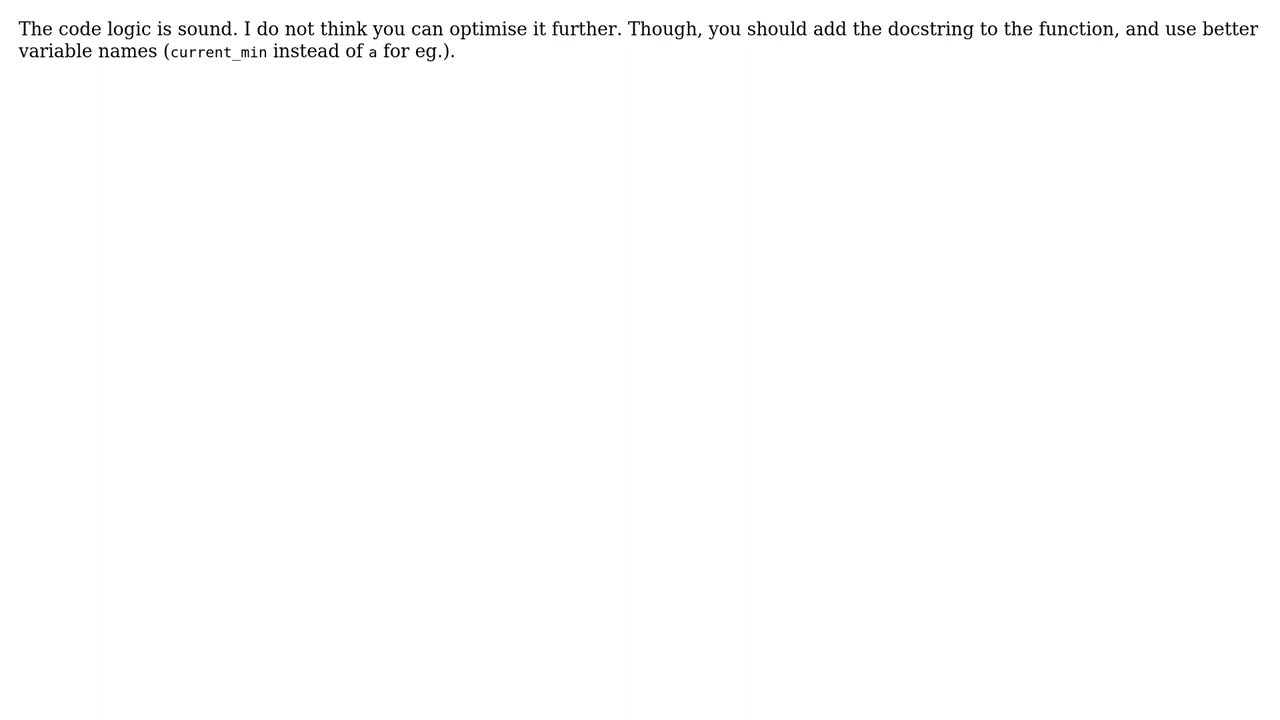 The code logic is sound. I do not think you can optimise it further. Though, you should add the docstring to the function, and use better
variable names (current_min instead of a for eg.).